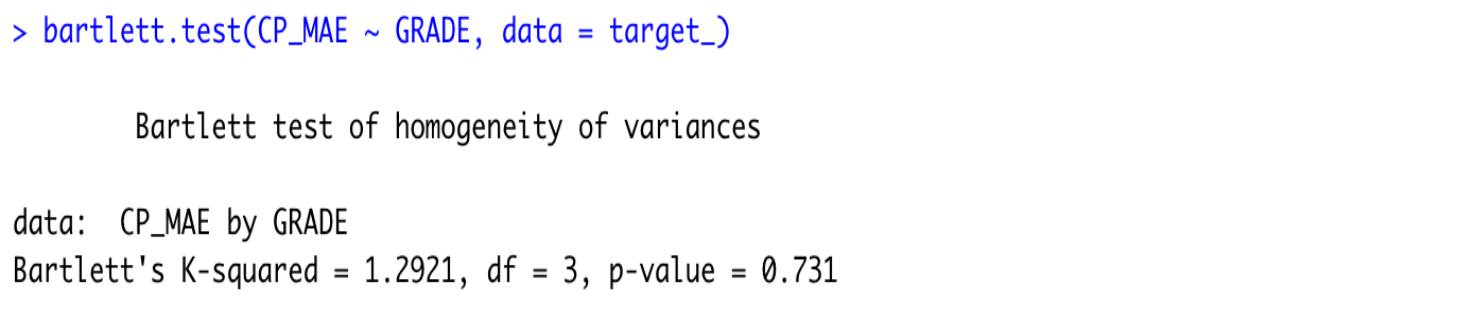 > bartlett.test(CP_MAE ~ GRADE, data = target_)
Bartlett test of homogeneity of variances
data:  CP_MAE by GRADE
Bartlett's K-squared = 1.2921, df = 3, p-value = 0.731